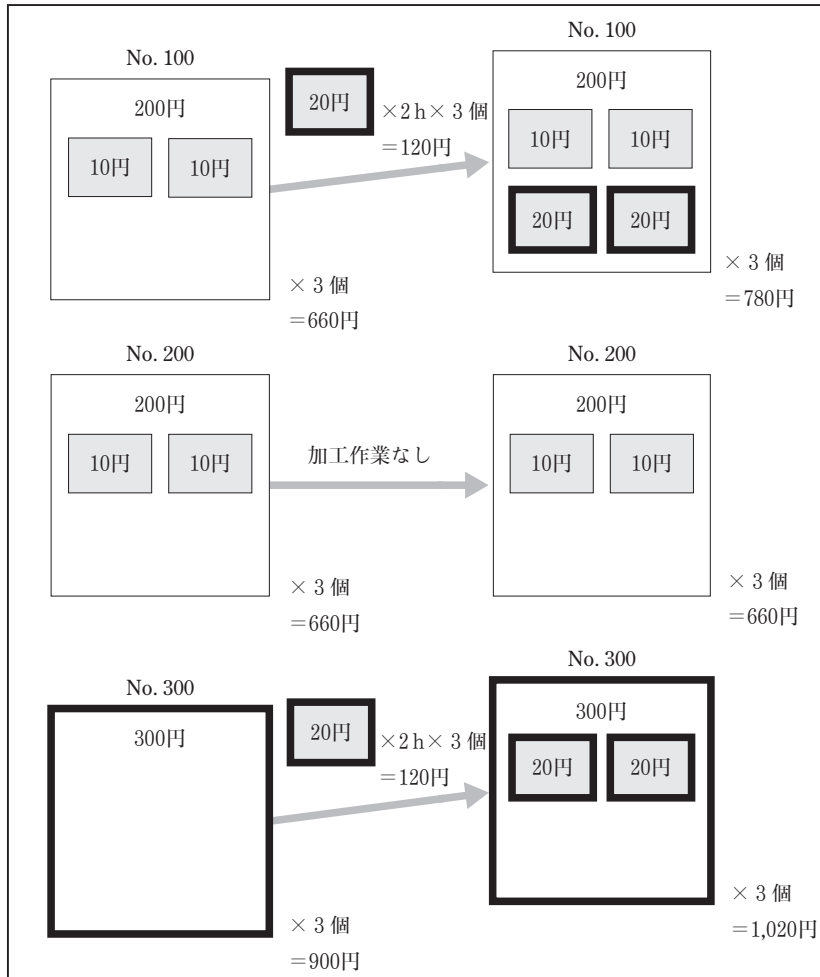 No. 100
200円
10円 10円
× 3 個
=660円
20円
×2 h× 3 個
=120円
No. 100
200円
10円 10円
20円 20円
× 3 個
=780円
No. 200
200円
10円 10円
× 3 個
=660円
加工作業なし
No. 200
200円
10円 10円
× 3 個
=660円
No. 300
300円
× 3 個
=900円
20円
×2 h× 3 個
=120円
No. 300
300円
20円 20円
× 3 個
=1,020円